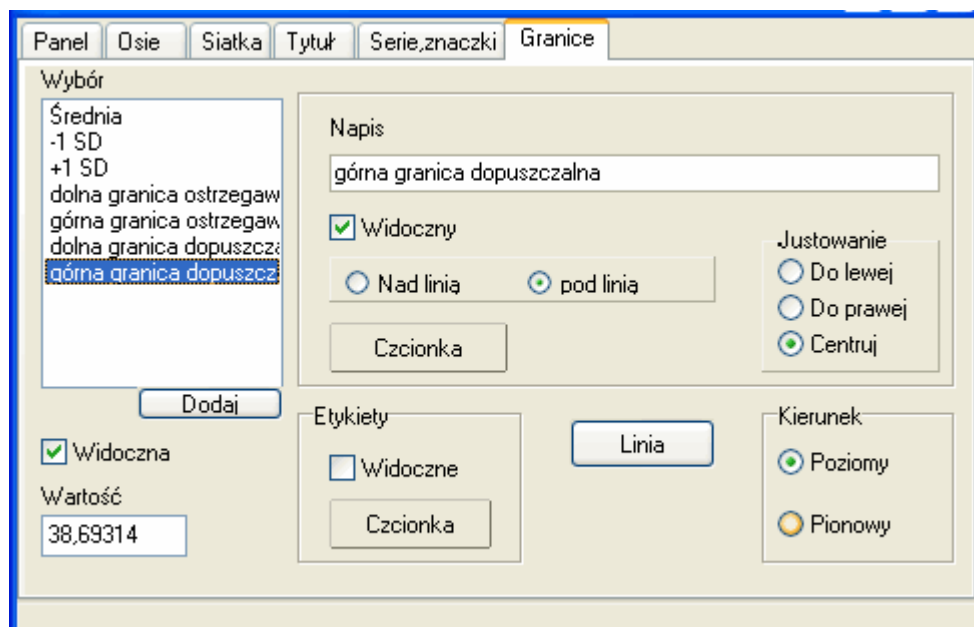 Panel Osie Siatka Tytuł Serie,znaczki Granice
Wybór
Średnia
-1 SD
+1 SD
dolna granica ostrzegaw
górna granica ostrzegaw
dolna granica dopuszcza
górna granica dopuszcz
Dodaj
Widoczna
Wartość
38,69314
Napis
górna granica dopuszczalna
Widoczny
Nad linią pod linią
Czcionka
Justowanie
Do lewej
Do prawej
Centruj
Etykiety
Widoczne
Czcionka
Linia
Kierunek
Poziomy
Pionowy